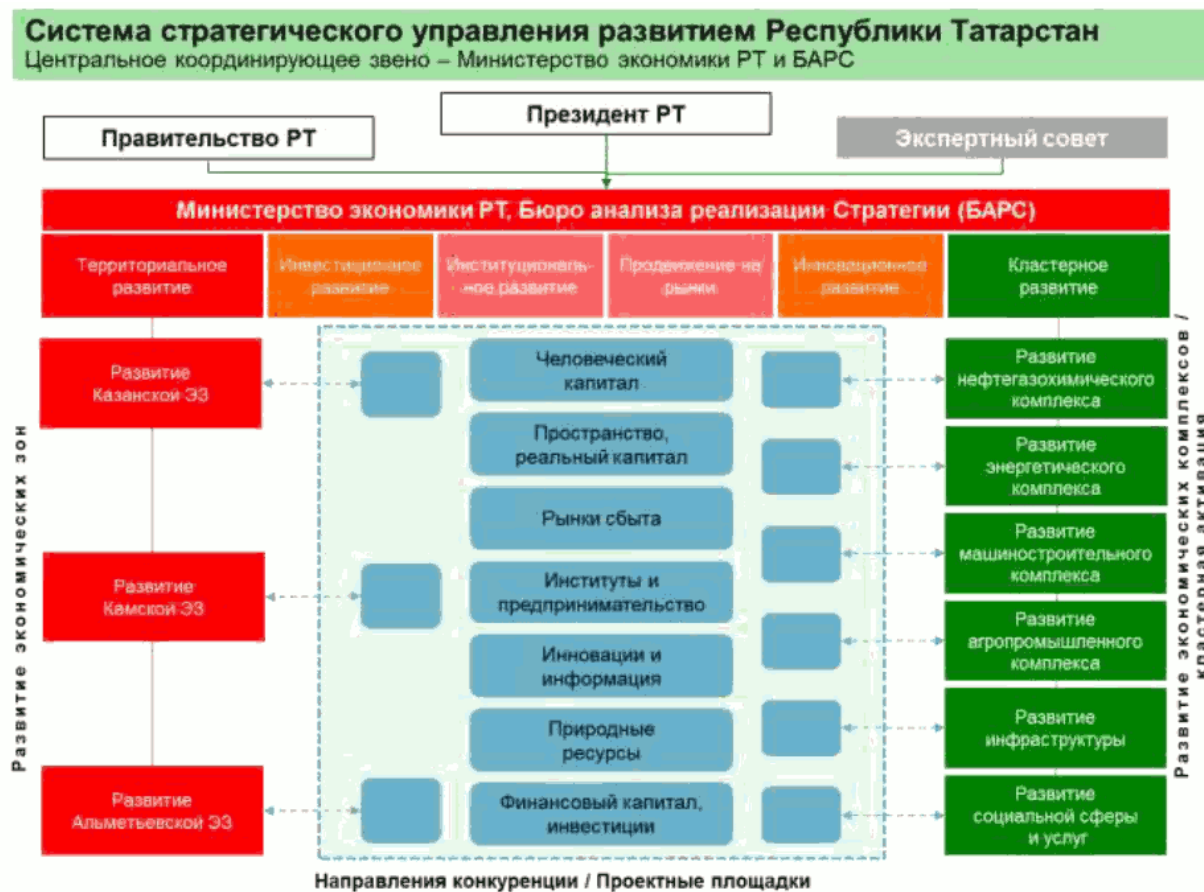 Система стратегического управления развитием Республики Татарстан
Центральное координирующее звено – Министерство экономики РТ и БАРС
Президент РТ
Правительство РТ
Экспертный совет
Министерство экономики РТ, Бюро анализа реализации Стратегии (БАРС)
Территориальное
развитие
Инвестиционное
развитие
Институциональ-
ное развитие
Продвижение на
рынки
Инновационное
развитие
Кластерное
развитие
Развитие экономических зон
Развитие
Казанской ЭЗ
Развитие
Камской ЭЗ
Развитие
Альметьевской ЭЗ
Человеческий
капитал
Пространство,
реальный капитал
Рынки сбыта
Институты и
предпринимательство
Инновации и
информация
Природные
ресурсы
Финансовый капитал,
инвестиции
Развитие
нефтегазохимического
комплекса
Развитие
энергетического
комплекса
Развитие
машиностроительного
комплекса
Развитие
агропромышленного
комплекса
Развитие
инфраструктуры
Развитие
социальной сферы
и услуг
Развитие экономических комплексов /
кластерная активация
Направления конкуренции / Проектные площадки